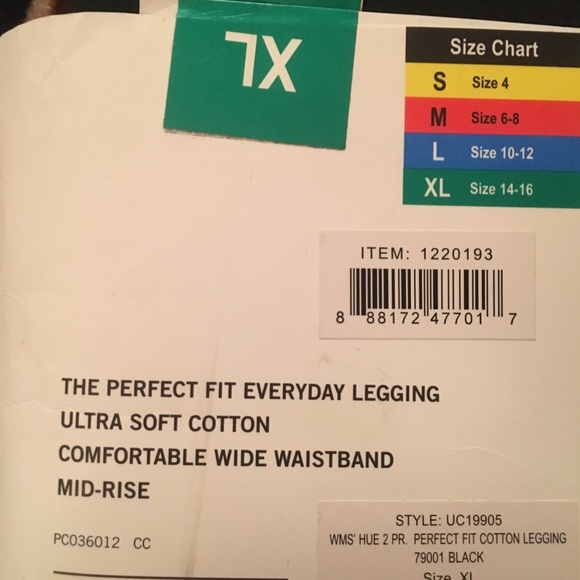 XL
Size Chart
S Size 4
M Size 6-8
L Size 10-12
XL Size 14-16
ITEM: 1220193
8 88172 47701 7
THE PERFECT FIT EVERYDAY LEGGING
ULTRA SOFT COTTON
COMFORTABLE WIDE WAISTBAND
MID-RISE
PC036012 CC
STYLE: UC19905
WMS' HUE 2 PR. PERFECT FIT COTTON LEGGING
79001 BLACK
Size XL